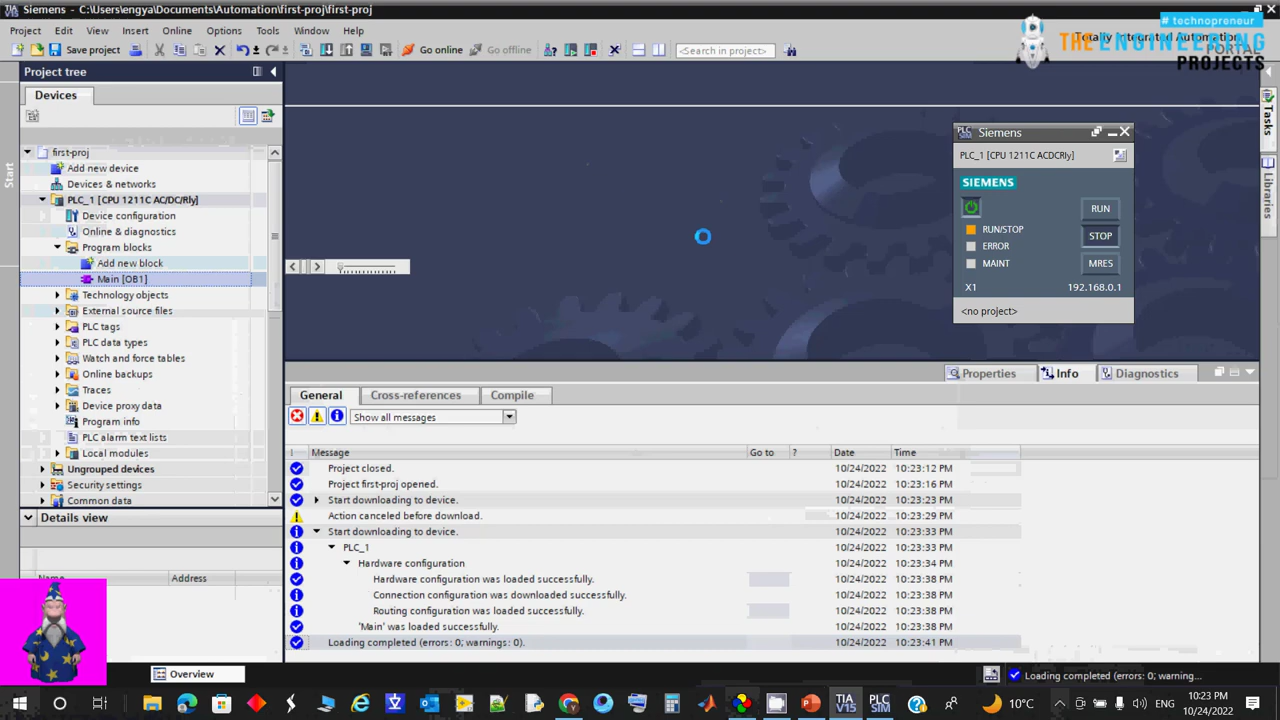 Siemens - C:\Users\engya\Documents\Automation\first-proj\first-proj
# technopreneur
Project Edit View Insert Online Options Tools Window Help
Totally Integrated Automation
THE ENGINEERING
PORTAL
PROJECTS
Save project
Go online
Go offline
<Search in project>
Project tree
Devices
Start
Tasks
Libraries
first-proj
Add new device
Devices & networks
PLC_1 [CPU 1211C AC/DC/Rly]
Device configuration
Online & diagnostics
Program blocks
Add new block
Main [OB1]
Technology objects
External source files
PLC tags
PLC data types
Watch and force tables
Online backups
Traces
Device proxy data
Program info
PLC alarm text lists
Local modules
Ungrouped devices
Security settings
Common data
Details view
Name Address
PLC SIM Siemens
PLC_1 [CPU 1211C ACDCRly]
SIEMENS
RUN
RUN/STOP
STOP
ERROR
MAINT
MRES
X1 192.168.0.1
<no project>
Properties Info Diagnostics
General Cross-references Compile
Show all messages
! Message Go to ? Date Time
Project closed. 10/24/2022 10:23:12 PM
Project first-proj opened. 10/24/2022 10:23:16 PM
Start downloading to device. 10/24/2022 10:23:23 PM
Action canceled before download. 10/24/2022 10:23:29 PM
Start downloading to device. 10/24/2022 10:23:33 PM
PLC_1 10/24/2022 10:23:33 PM
Hardware configuration 10/24/2022 10:23:34 PM
Hardware configuration was loaded successfully. 10/24/2022 10:23:38 PM
Connection configuration was downloaded successfully. 10/24/2022 10:23:38 PM
Routing configuration was loaded successfully. 10/24/2022 10:23:38 PM
'Main' was loaded successfully. 10/24/2022 10:23:38 PM
Loading completed (errors: 0; warnings: 0). 10/24/2022 10:23:41 PM
Overview
Loading completed (errors: 0; warning...
TIA V15
PLC SIM
10°C
ENG
10:23 PM
10/24/2022